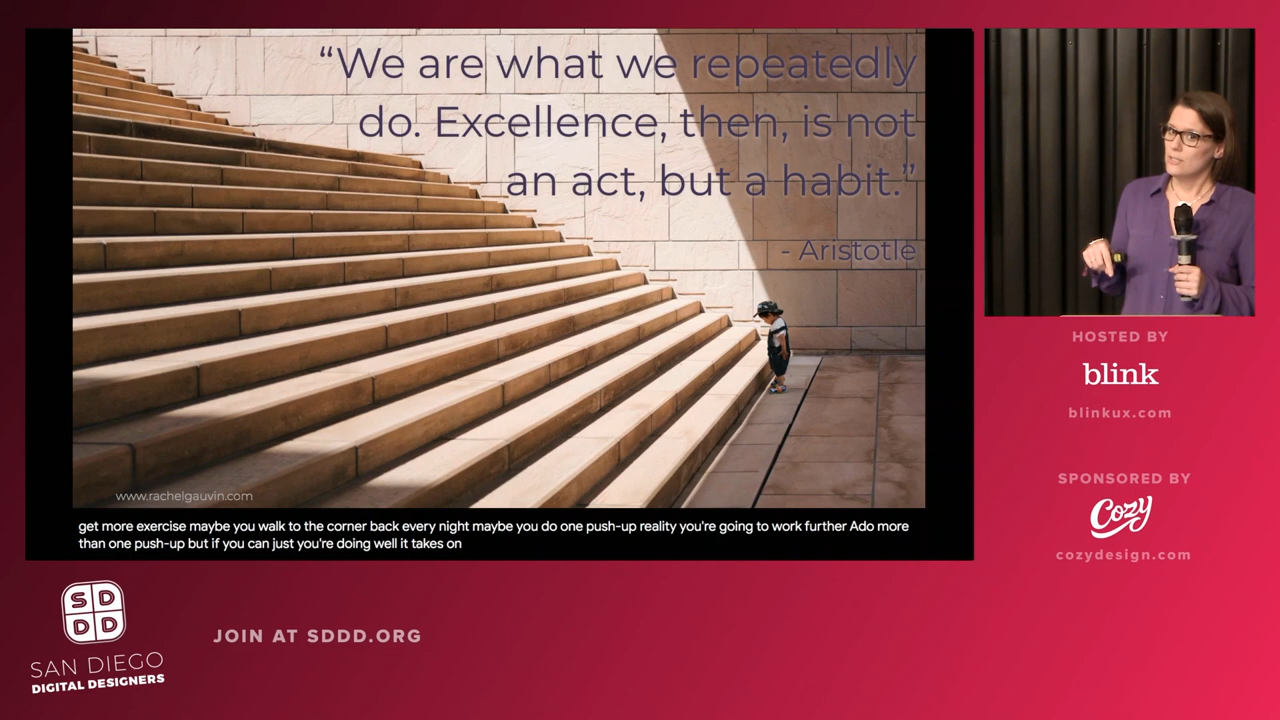 “We are what we repeatedly
do. Excellence, then, is not
an act, but a habit.”
- Aristotle
www.rachelgauvin.com
get more exercise maybe you walk to the corner back every night maybe you do one push-up reality you're going to work further Ado more
than one push-up but if you can just you're doing well it takes on
HOSTED BY
blink
blinkux.com
SPONSORED BY
Cozy
cozydesign.com
SD
DD
SAN DIEGO
DIGITAL DESIGNERS
JOIN AT SDDD.ORG